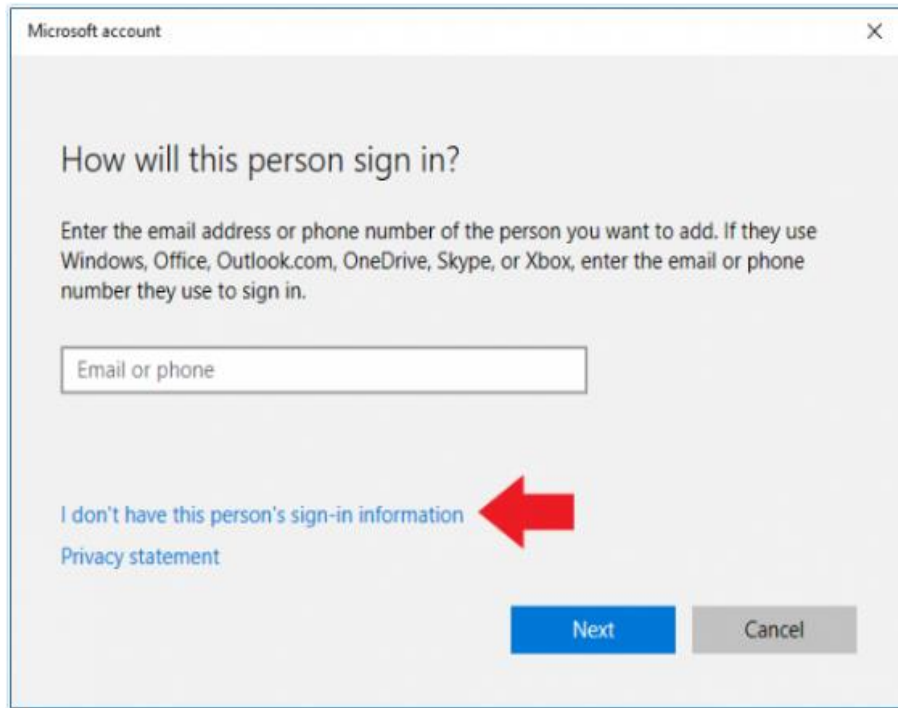 Microsoft account
How will this person sign in?
Enter the email address or phone number of the person you want to add. If they use
Windows, Office, Outlook.com, OneDrive, Skype, or Xbox, enter the email or phone
number they use to sign in.
Email or phone
I don't have this person's sign-in information
Privacy statement
Next
Cancel